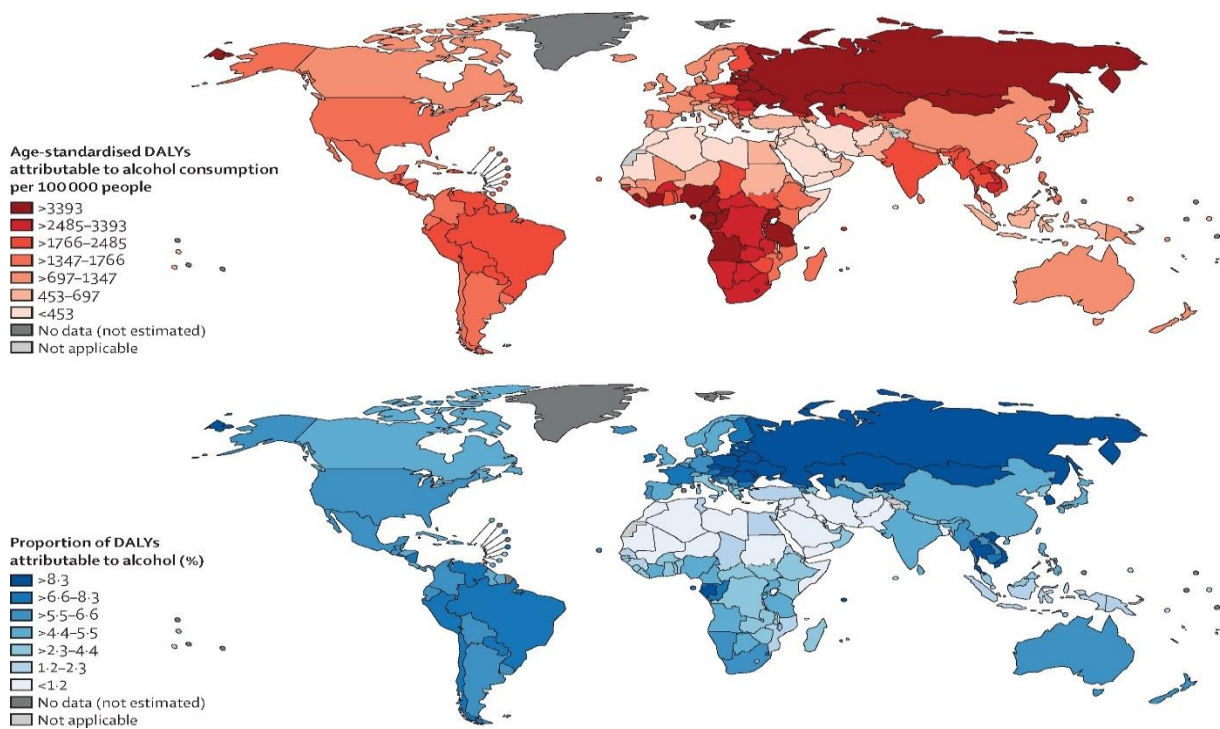 Age-standardised DALYs
attributable to alcohol consumption
per 100 000 people
>3393
>2485–3393
>1766–2485
>1347–1766
>697–1347
453–697
<453
No data (not estimated)
Not applicable
Proportion of DALYs
attributable to alcohol (%)
>8·3
>6·6–8·3
>5·5–6·6
>4·4–5·5
>2·3–4·4
1·2–2·3
<1·2
No data (not estimated)
Not applicable